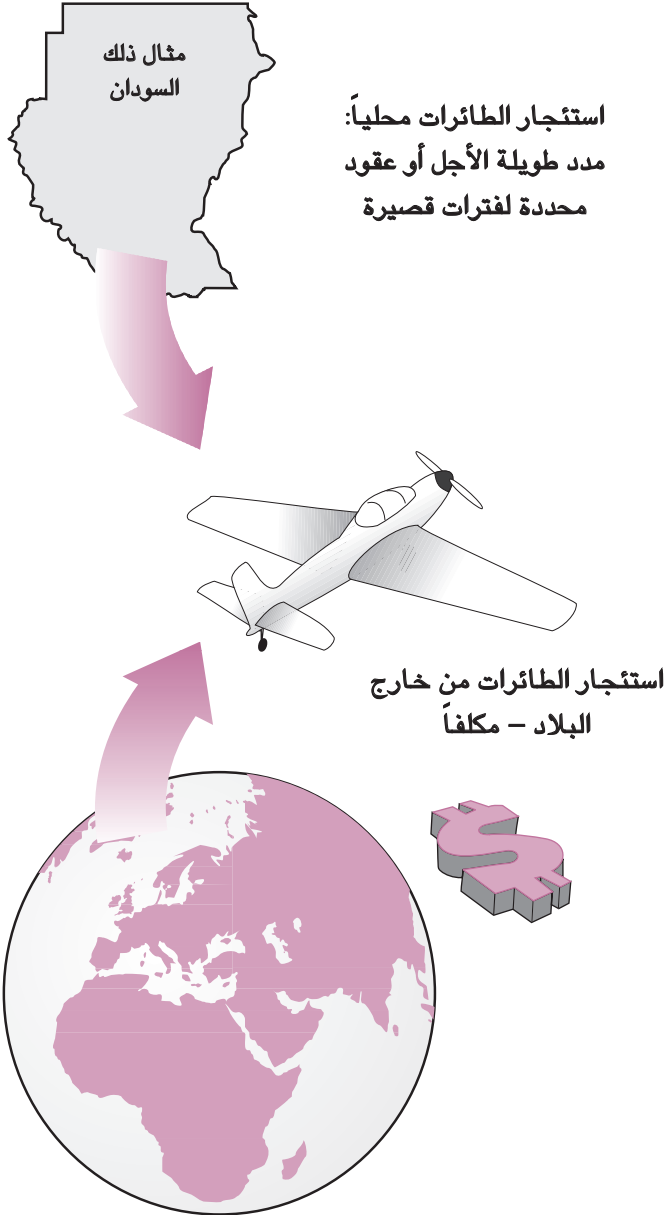 مثال ذلك
السودان
استئجار الطائرات محلياً:
مدد طويلة الأجل أو عقود
محددة لفترات قصيرة
استئجار الطائرات من خارج
البلاد – مكلفاً
$